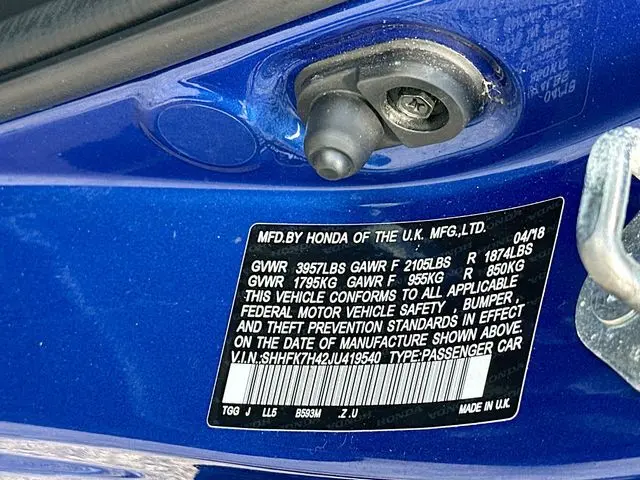 MFD.BY HONDA OF THE U.K. MFG.,LTD. 04/18
GVWR 3957LBS GAWR F 2105LBS R 1874LBS
GVWR 1795KG GAWR F 955KG R 850KG
THIS VEHICLE CONFORMS TO ALL APPLICABLE
FEDERAL MOTOR VEHICLE SAFETY , BUMPER ,
AND THEFT PREVENTION STANDARDS IN EFFECT
ON THE DATE OF MANUFACTURE SHOWN ABOVE.
V.I.N:SHHFK7H42JU419540 TYPE:PASSENGER CAR
TGG J LL5 B593M .Z.U MADE IN U.K.